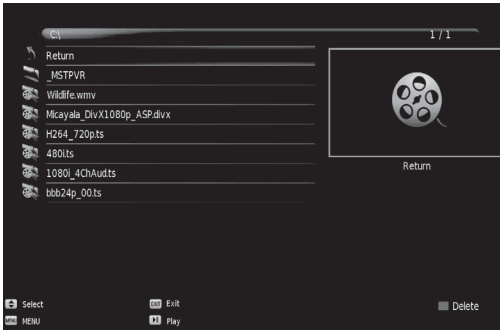 C:\ 1 / 1
Return
_MSTPVR
Wildlife.wmv
Micayala_DivX1080p_ASP.divx
H264_720p.ts
480i.ts
1080i_4ChAud.ts
bbb24p_00.ts
Return
Select EXIT Exit Delete
MENU MENU Play